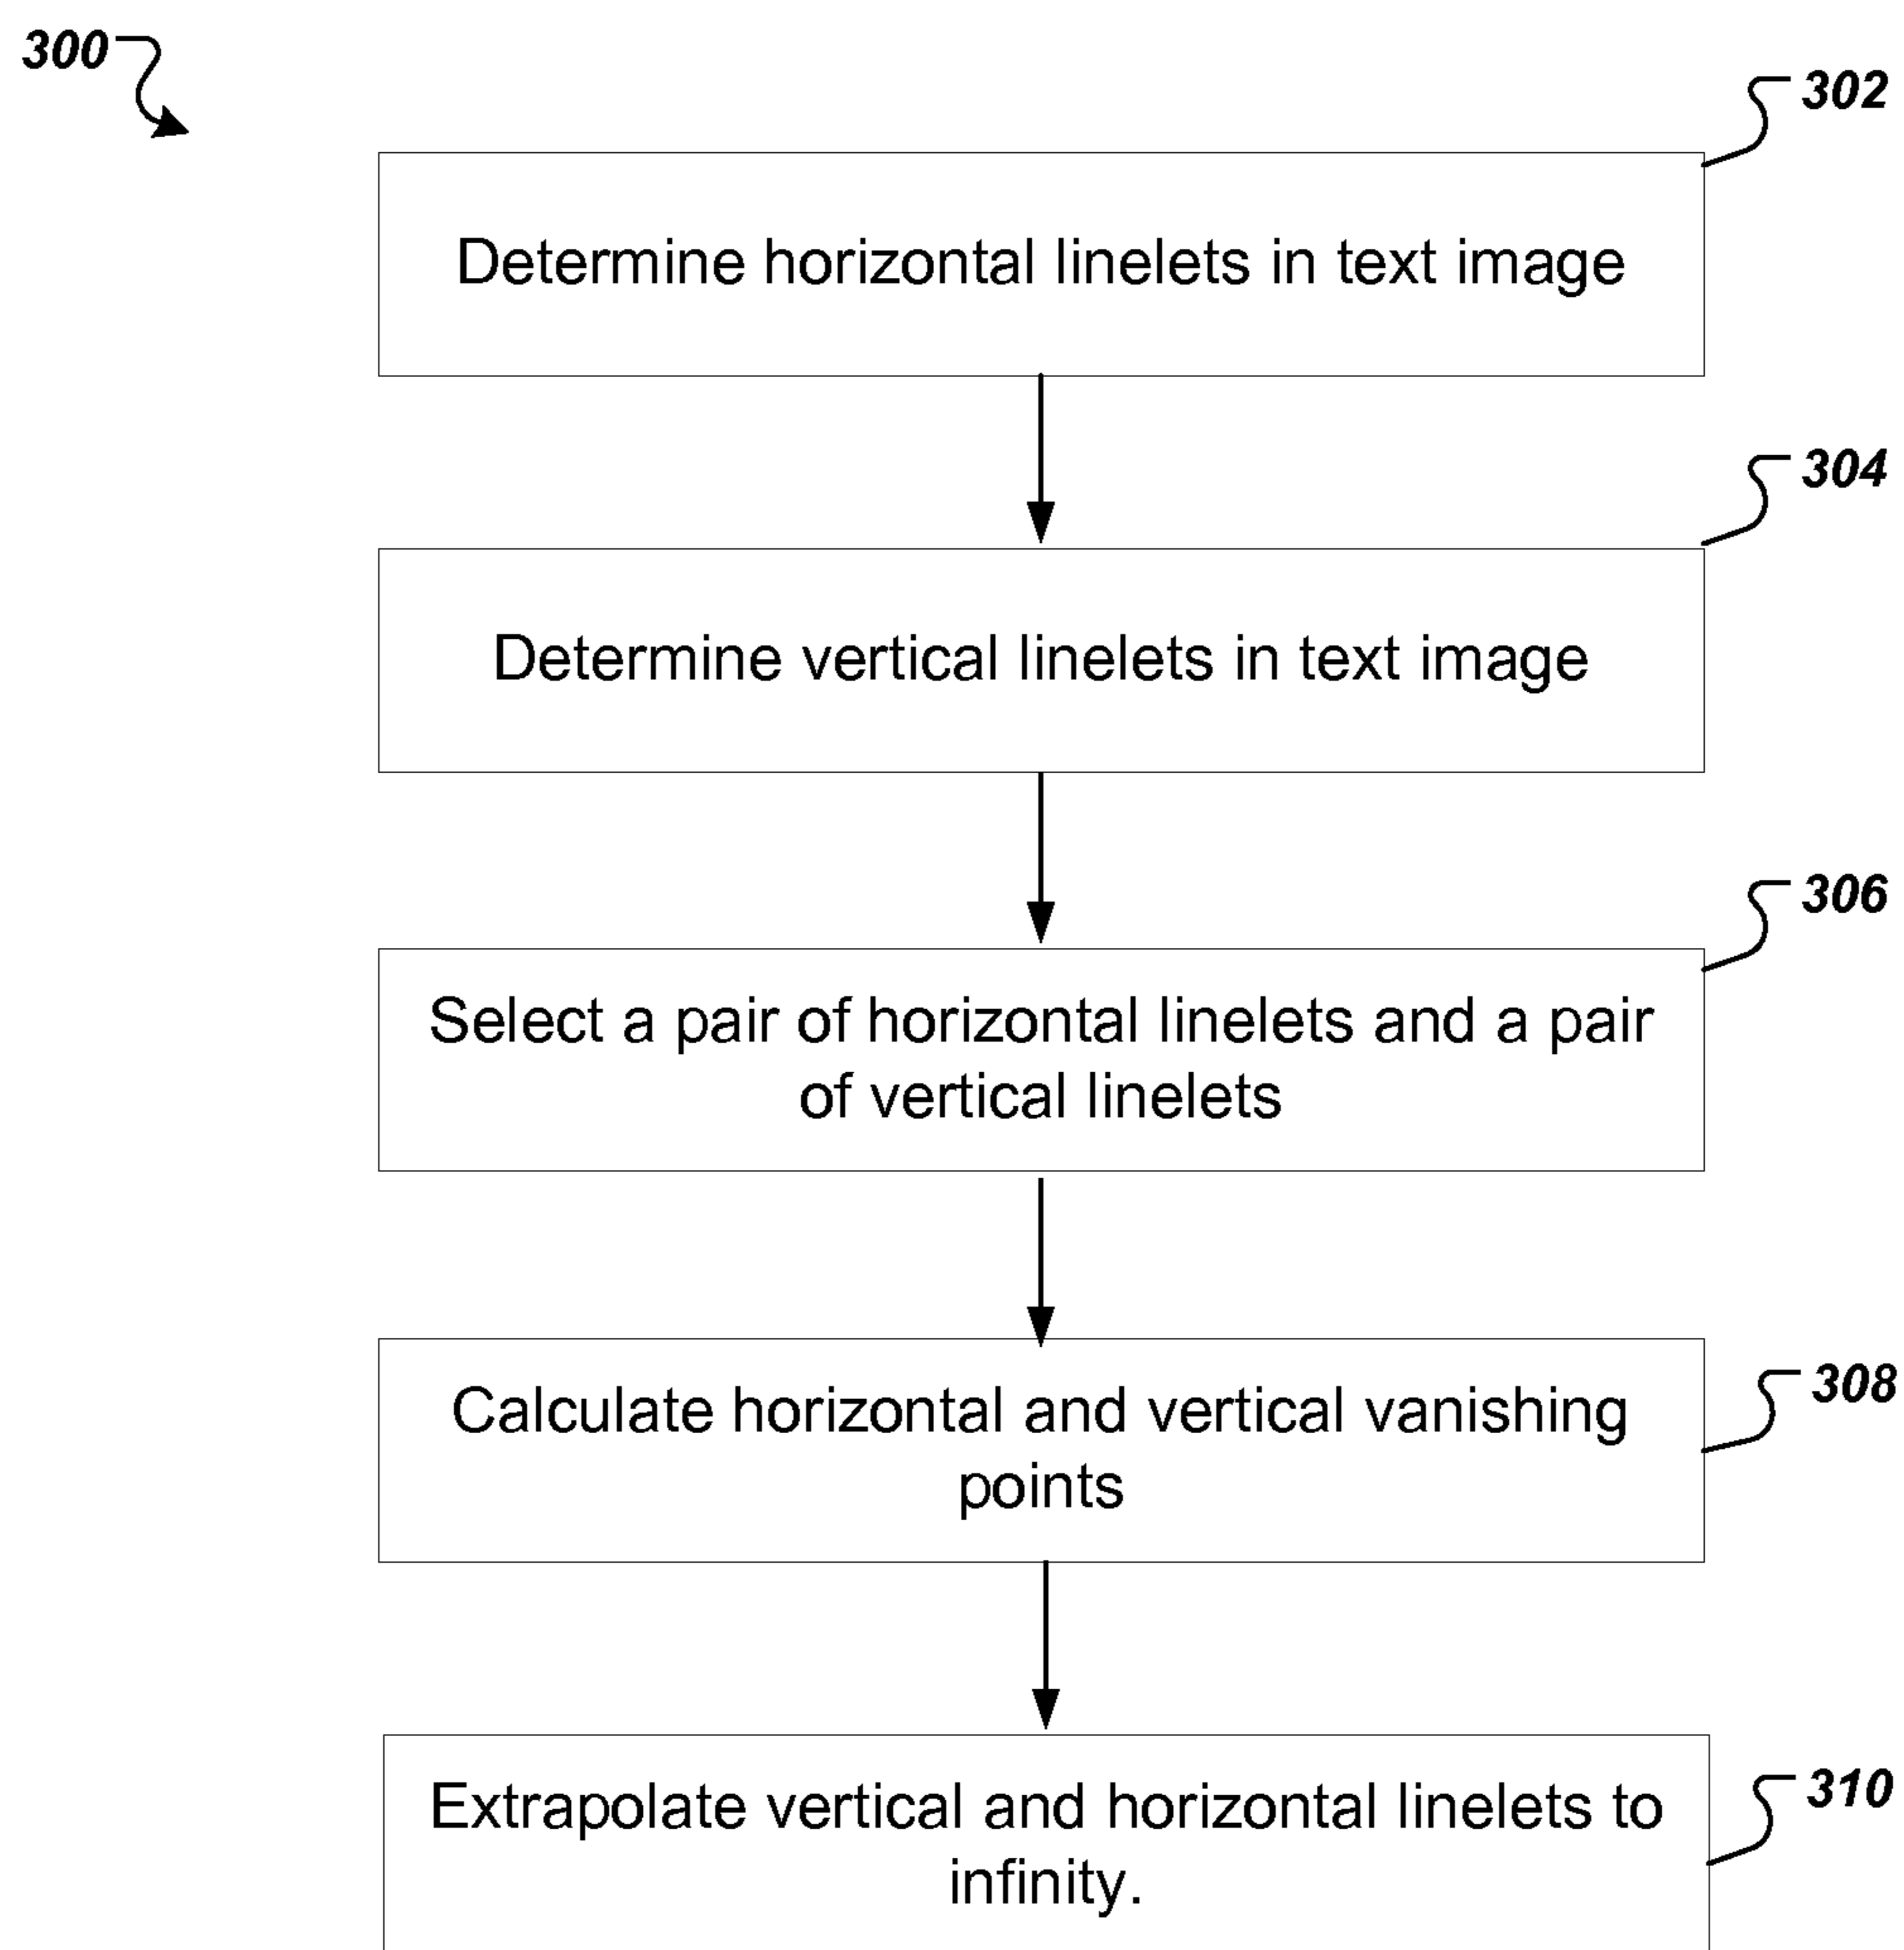 300
302
Determine horizontal linelets in text image
304
Determine vertical linelets in text image
306
Select a pair of horizontal linelets and a pair
of vertical linelets
308
Calculate horizontal and vertical vanishing
points
310
Extrapolate vertical and horizontal linelets to
infinity.